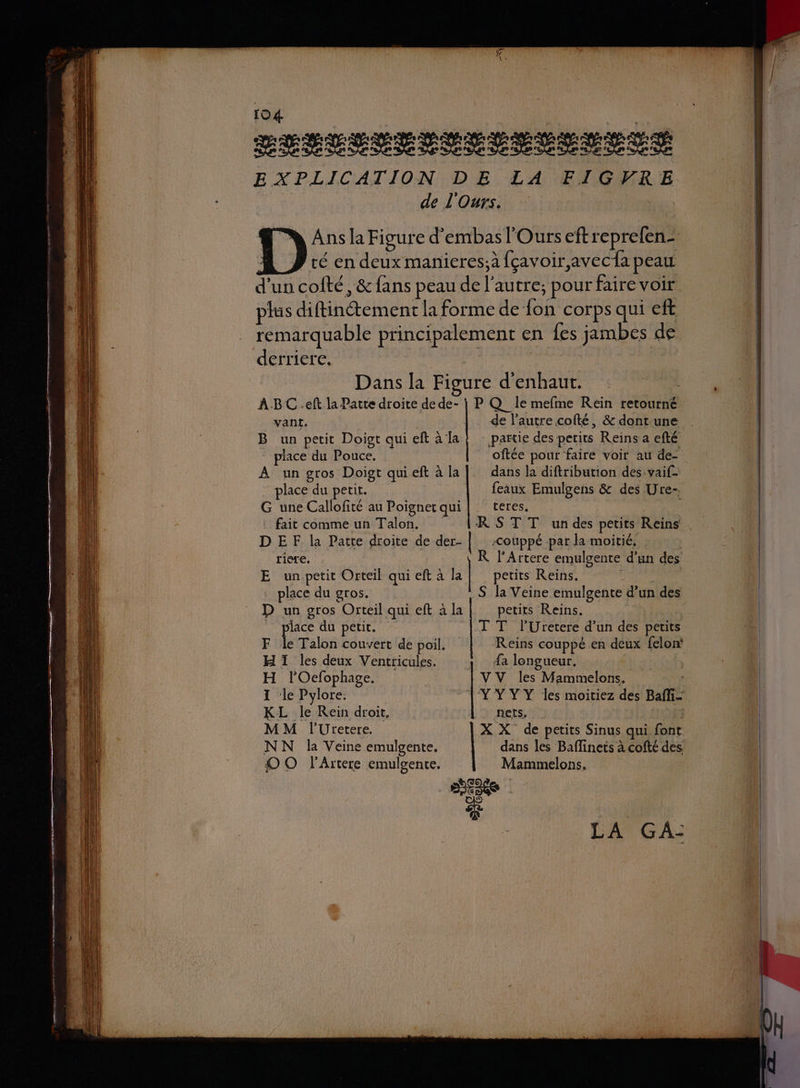 104
EXPLICATION DE LA FIGVRE
de l'Ours.
DAns la Figure d'embas l'Ours eſt repreſen-
té en deux manieres; à ſçavoir, avec ſa peau
d'un coſté, & ſans peau de l'autre; pour faire voir
plus diſtinctement la forme de ſon corps qui eſt
remarquable principalement en ſes jambes de
derriere.
Dans la Figure d'enhaut.
A B C. eſt la Patte droite de de-
vant.
B un petit Doigt qui eſt à la
place du Pouce.
A un gros Doigt qui eſt à la
place du petit.
G une Calloſité au Poignet qui
fait comme un Talon.
D E F la Patte droite de der-
riere.
E un petit Orteil qui eſt à la
place du gros.
D un gros Orteil qui eſt à la
place du petit.
F le Talon couvert de poil.
H I les deux Ventricules.
H l'Oeſophage.
I le Pylore.
K L le Rein droit.
M M l'Uretere.
N N la Veine emulgente.
O O l'Artere emulgente.
P Q le meſme Rein retourné
de l'autre coſté, & dont une
partie des petits Reins a eſté
oſtée pour faire voir au de-
dans la diſtribution des vaiſ-
ſeaux Emulgens & des Ure-
teres.
R S T T un des petits Reins
couppé par la moitié.
R l'Artere emulgente d'un des
petits Reins.
S la Veine emulgente d'un des
petits Reins.
T T l'Uretere d'un des petits
Reins couppé en deux ſelon
ſa longueur.
V V les Mammelons.
Y Y Y Y les moitiez des Baſſi-
nets.
X X de petits Sinus qui ſont
dans les Baſſinets à coſté des
Mammelons.
LA GA-